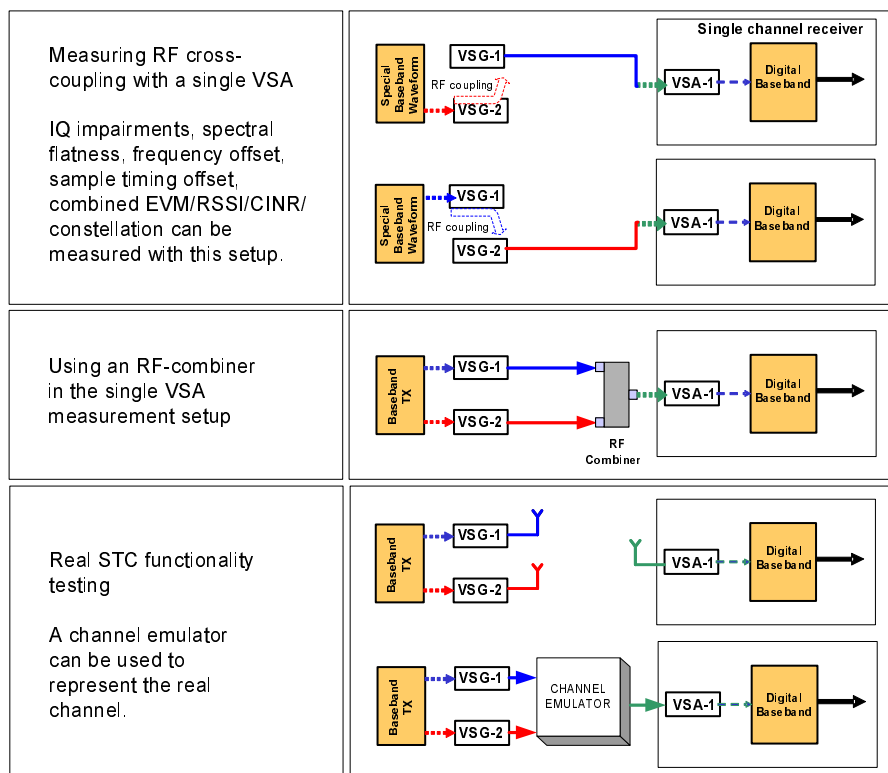 Measuring RF cross-
coupling with a single VSA
IQ impairments, spectral
flatness, frequency offset,
sample timing offset,
combined EVM/RSSI/CINR/
constellation can be
measured with this setup.
Single channel receiver
Special
Baseband
Waveform
VSG-1
RF coupling
VSG-2
VSA-1
Digital
Baseband
Special
Baseband
Waveform
VSG-1
RF coupling
VSG-2
VSA-1
Digital
Baseband
Using an RF-combiner
in the single VSA
measurement setup
Baseband
TX
VSG-1
VSG-2
RF
Combiner
VSA-1
Digital
Baseband
Real STC functionality
testing
A channel emulator
can be used to
represent the real
channel.
Baseband
TX
VSG-1
VSG-2
VSA-1
Digital
Baseband
Baseband
TX
VSG-1
VSG-2
CHANNEL
EMULATOR
VSA-1
Digital
Baseband